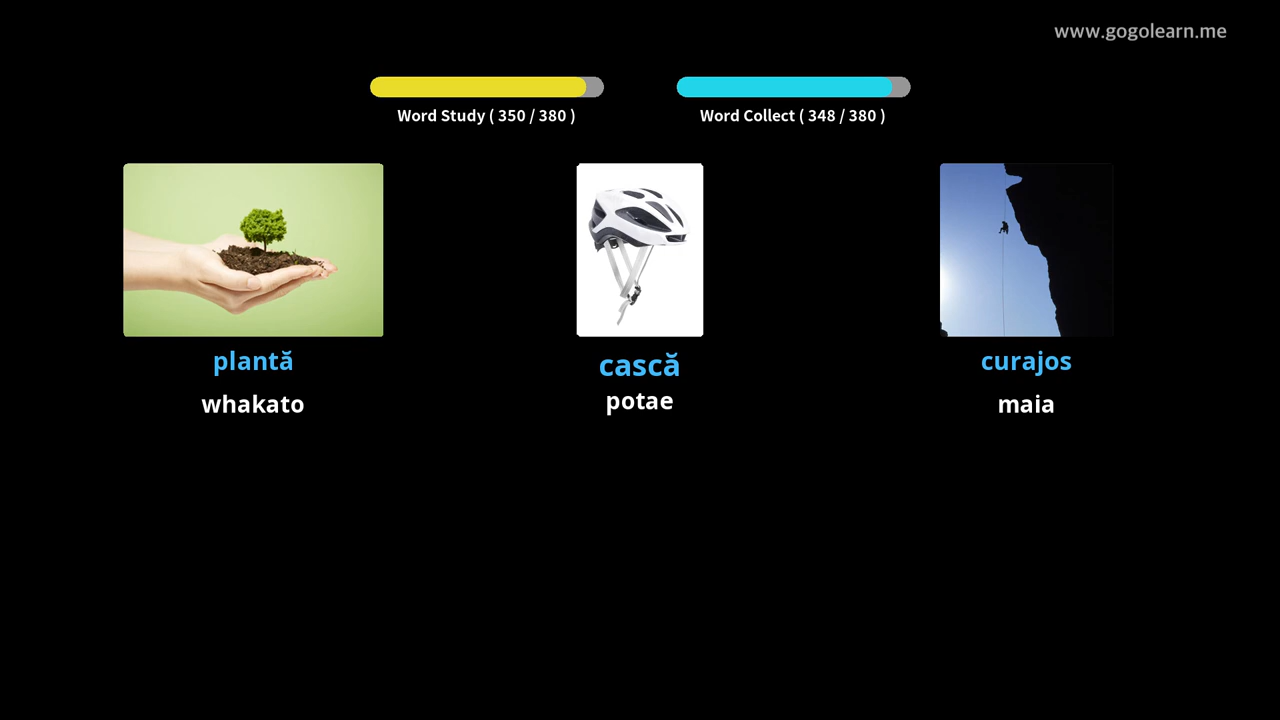 www.gogolearn.me
Word Study ( 350 / 380 )
Word Collect ( 348 / 380 )
plantă
whakato
cască
potae
curajos
maia